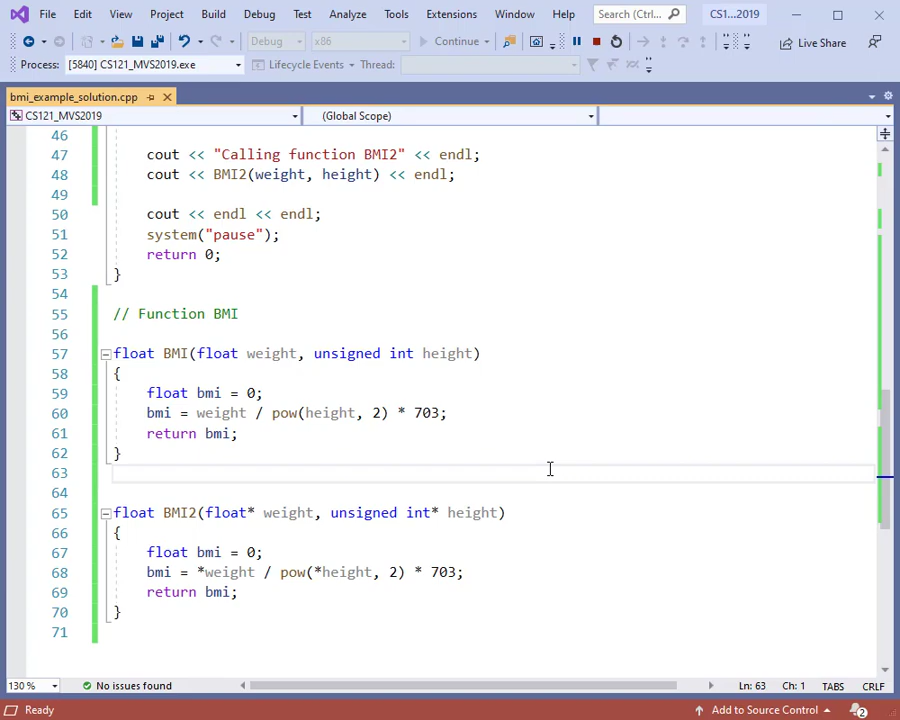 File Edit View Project Build Debug Test Analyze Tools Extensions Window Help Search (Ctrl... CS1...2019
Debug x86 Continue Live Share
Process: [5840] CS121_MVS2019.exe Lifecycle Events Thread:
bmi_example_solution.cpp
CS121_MVS2019 (Global Scope)
46
47 cout << "Calling function BMI2" << endl;
48 cout << BMI2(weight, height) << endl;
49
50 cout << endl << endl;
51 system("pause");
52 return 0;
53 }
54
55 // Function BMI
56
57 float BMI(float weight, unsigned int height)
58 {
59 float bmi = 0;
60 bmi = weight / pow(height, 2) * 703;
61 return bmi;
62 }
63
64
65 float BMI2(float* weight, unsigned int* height)
66 {
67 float bmi = 0;
68 bmi = *weight / pow(*height, 2) * 703;
69 return bmi;
70 }
71
130 % No issues found Ln: 63 Ch: 1 TABS CRLF
Ready Add to Source Control 2